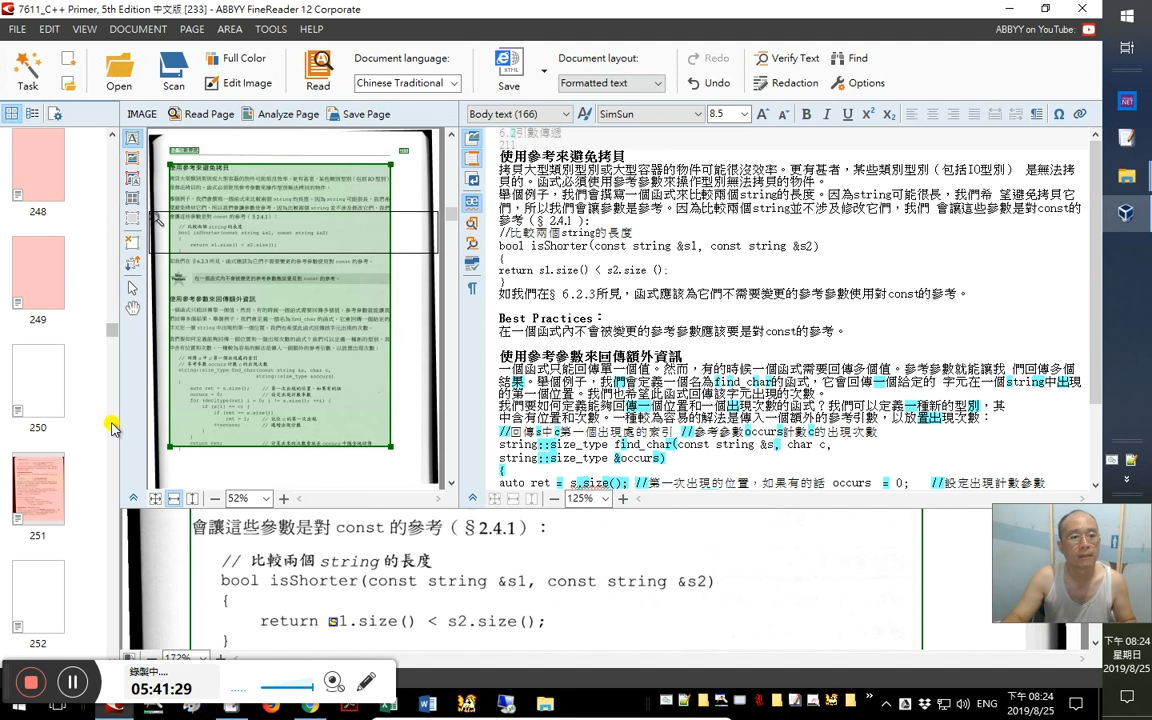 7611_C++ Primer, 5th Edition 中文版 [233] - ABBYY FineReader 12 Corporate
FILE EDIT VIEW DOCUMENT PAGE AREA TOOLS HELP
ABBYY on YouTube:
Task
Open
Scan
Full Color
Edit Image
Read
Document language:
Chinese Traditional
Save
Document layout:
Formatted text
Redo
Undo
Verify Text
Redaction
Find
Options
IMAGE Read Page Analyze Page Save Page
Body text (166) SimSun 8.5
248
249
250
251
252
使用參考來避免拷貝
使用參考參數來回傳額外資訊
52%
6.2引數傳遞
211
使用參考來避免拷貝
拷貝大型類別型別或大型容器的物件可能很沒效率。更有甚者，某些類別型別（包括IO型別） 是無法拷
貝的。函式必須使用參考參數來操作型別無法拷貝的物件。
舉個例子，我們會撰寫一個函式來比較兩個string的長度。因為string可能很長，我們希 望避免拷貝它
們，所以我們會讓參數是參考。因為比較兩個string並不涉及修改它們，我們 會讓這些參數是對const的
參考（§2.4.1 ）：
//比較兩個string的長度
bool isShorter(const string &s1, const string &s2)
{
return s1.size() < s2.size ();
}
如我們在§ 6.2.3所見，函式應該為它們不需要變更的參考參數使用對const的參考。
Best Practices：
在一個函式內不會被變更的參考參數應該要是對const的參考。
使用參考參數來回傳額外資訊
一個函式只能回傳單一個值。然而，有的時候一個函式需要回傳多個值。參考參數就能讓我 們回傳多個
結果。舉個例子，我們會定義一個名為find_char的函式，它會回傳一個給定的 字元在一個string中出現
的第一個位置。我們也希望此函式回傳該字元出現的次數。
我們要如何定義能夠回傳一個位置和一個出現次數的函式？我們可以定義一種新的型別，其
中含有位置和次數。一種較為容易的解法是傳入一個額外的參考引數，以放置出現次數：
//回傳s中c第一個出現處的索引 //參考參數occurs計數c的出現次數
string::size_type find_char(const string &s, char c,
string::size_type &occurs)
{
auto ret = s.size(); //第一次出現的位置，如果有的話 occurs = 0; //設定出現計數參數
125%
會讓這些參數是對 const 的參考（§2.4.1）：
// 比較兩個 string 的長度
bool isShorter(const string &s1, const string &s2)
{
return s1.size() < s2.size();
}
172%
錄製中....
05:41:29
下午 08:24
星期日
2019/8/25
ENG
下午 08:24
2019/8/25